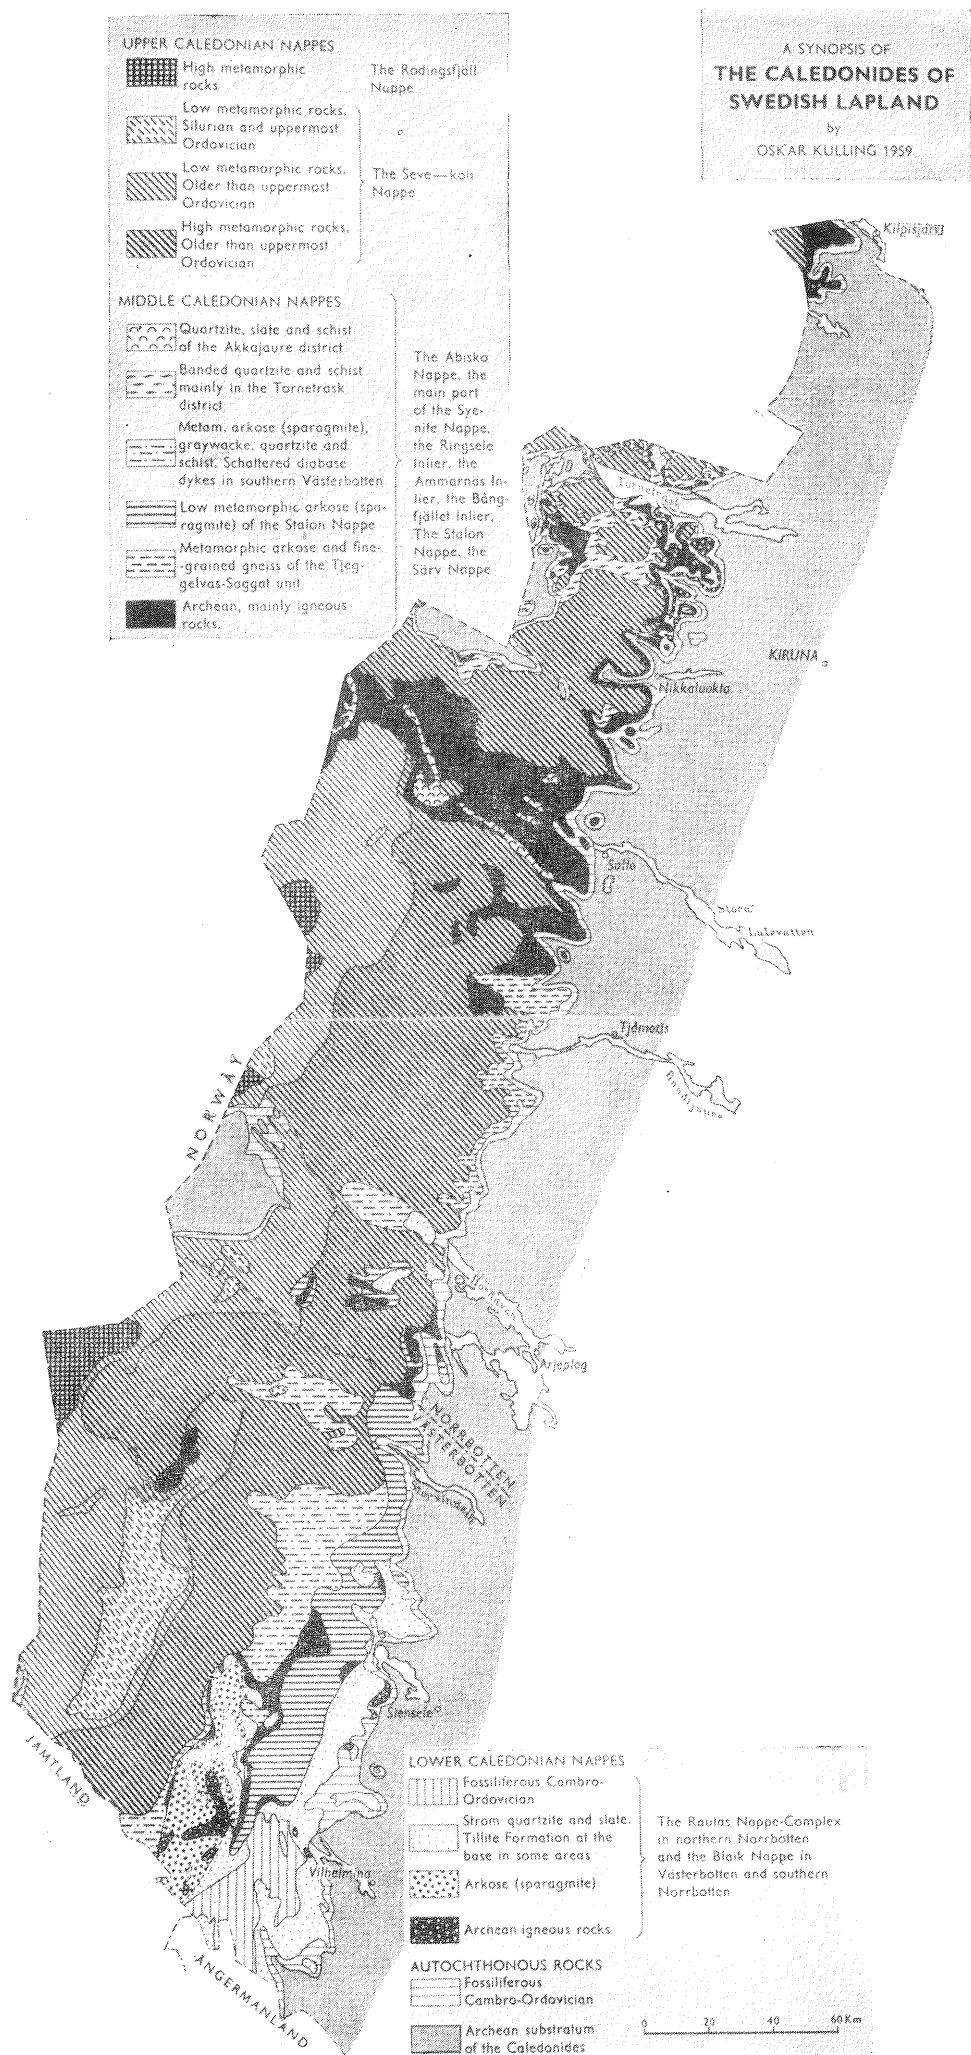 UPPER CALEDONIAN NAPPES
High metamorphic
rocks
The Rödingsfjäll
Nappe
Low metamorphic rocks,
Silurian and uppermost
Ordovician
Low metamorphic rocks,
Older than uppermost
Ordovician
The Seve—köli
Nappe
High metamorphic rocks,
Older than uppermost
Ordovician
MIDDLE CALEDONIAN NAPPES
Quartzite, slate and schist
of the Akkajaure district
Banded quartzite and schist
mainly in the Torneträsk
district
Metam, arkose (sparagmite),
graywacke, quartzite and
schist. Schattered diabase
dykes in southern Västerbotten
Low metamorphic arkose (spa-
ragmite) of the Stalon Nappe
Metamorphic arkose and fine-
-grained gneiss of the Tjeg-
gelvas-Saggat unit
Archean, mainly igneous
rocks.
The Abisko
Nappe, the
main part
of the Sye-
nite Nappe,
the Ringsele
Inlier, the
Ammarnäs In-
lier, the Bång-
fjället Inlier,
The Stalon
Nappe, the
Särv Nappe
A SYNOPSIS OF
THE CALEDONIDES OF
SWEDISH LAPLAND
by
OSKAR KULLING 1959
Kilpisjärvi
Torneträsk
KIRUNA
Nikkaluokta
Salto
Stora
Lulevatten
Tjåmotis
Randijaure
NORWAY
Hornavan
Arjeplog
NORRBOTTEN
VÄSTERBOTTEN
Storvindeln
Stensele
JÄMTLAND
Vilhelmina
ÅNGERMANLAND
LOWER CALEDONIAN NAPPES
Fossiliferous Cambro-
Ordovician
Strom quartzite and slate.
Tillite Formation at the
base in some areas
Arkose (sparagmite)
Archean igneous rocks
The Rautas Nappe-Complex
in northern Norrbotten
and the Blaik Nappe in
Västerbotten and southern
Norrbotten
AUTOCHTHONOUS ROCKS
Fossiliferous
Cambro-Ordovician
Archean substratum
of the Caledonides
0 20 40 60 Km